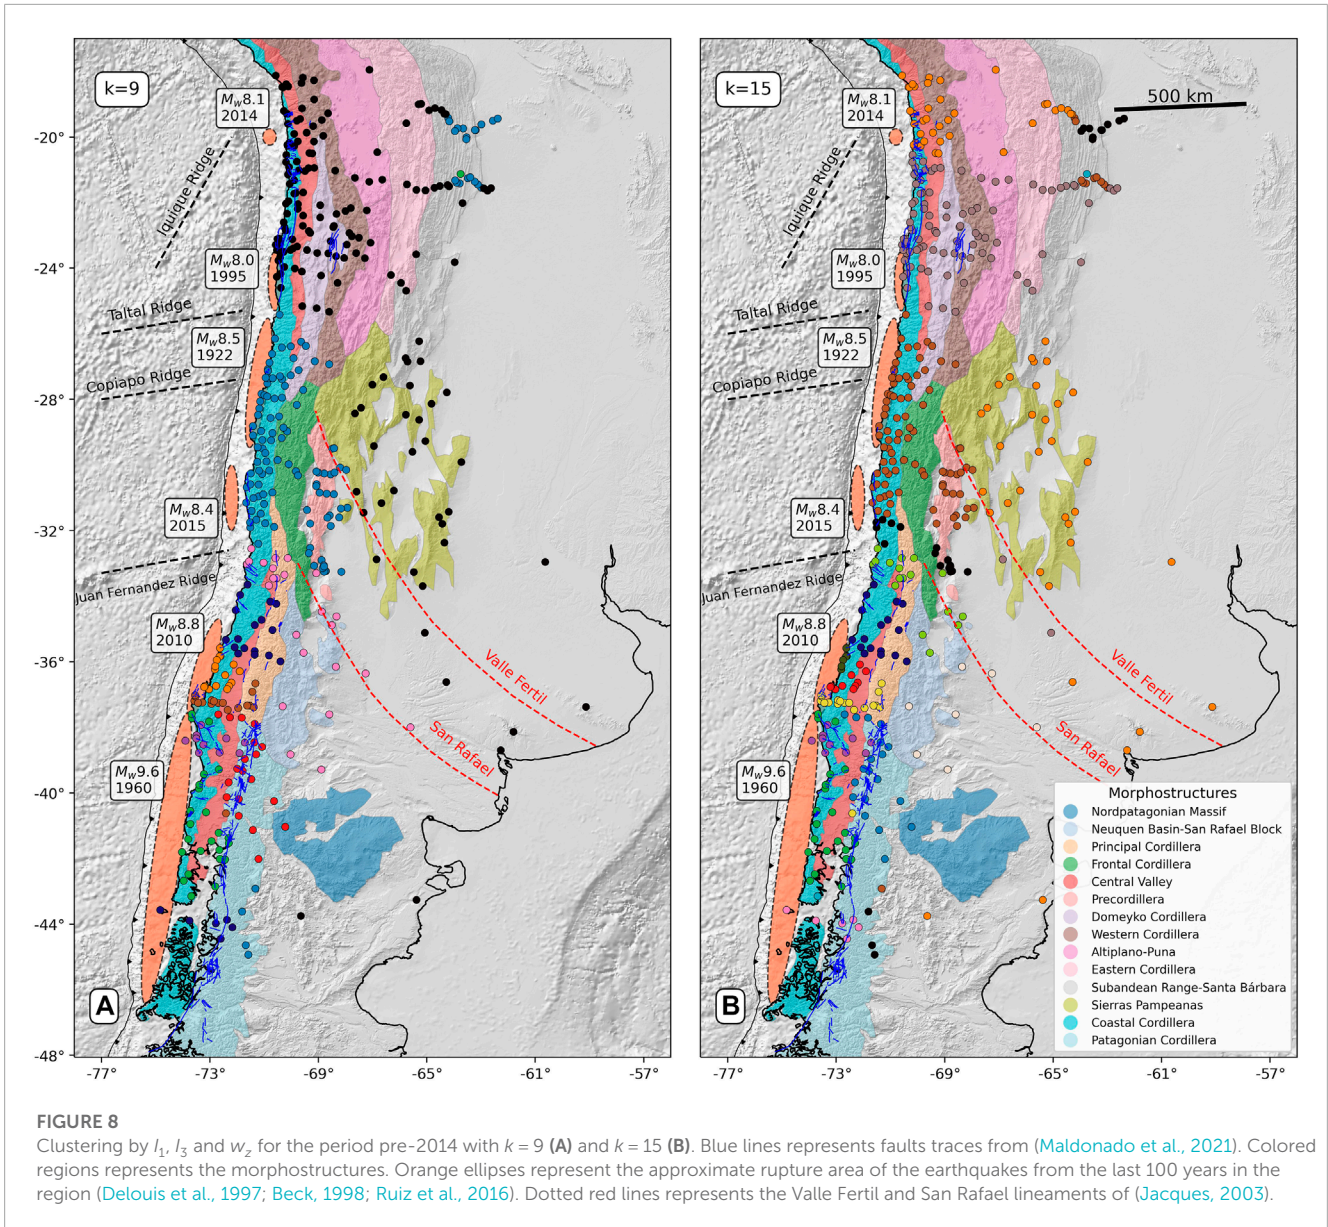 k=9
Mw8.1
2014
Iquique Ridge
Mw8.0
1995
Taltal Ridge
Mw8.5
1922
Copiapo Ridge
Mw8.4
2015
Juan Fernandez Ridge
Mw8.8
2010
Valle Fertil
San Rafael
Mw9.6
1960
A
-20°
-24°
-28°
-32°
-36°
-40°
-44°
-48°
-77°
-73°
-69°
-65°
-61°
-57°
k=15
500 km
Mw8.1
2014
Iquique Ridge
Mw8.0
1995
Taltal Ridge
Mw8.5
1922
Copiapo Ridge
Mw8.4
2015
Juan Fernandez Ridge
Mw8.8
2010
Valle Fertil
San Rafael
Mw9.6
1960
B
Morphostructures
Nordpatagonian Massif
Neuquen Basin-San Rafael Block
Principal Cordillera
Frontal Cordillera
Central Valley
Precordillera
Domeyko Cordillera
Western Cordillera
Altiplano-Puna
Eastern Cordillera
Subandean Range-Santa Bárbara
Sierras Pampeanas
Coastal Cordillera
Patagonian Cordillera
-77°
-73°
-69°
-65°
-61°
-57°
FIGURE 8
Clustering by I1, I3 and wz for the period pre-2014 with k = 9 (A) and k = 15 (B). Blue lines represents faults traces from (Maldonado et al., 2021). Colored
regions represents the morphostructures. Orange ellipses represent the approximate rupture area of the earthquakes from the last 100 years in the
region (Delouis et al., 1997; Beck, 1998; Ruiz et al., 2016). Dotted red lines represents the Valle Fertil and San Rafael lineaments of (Jacques, 2003).